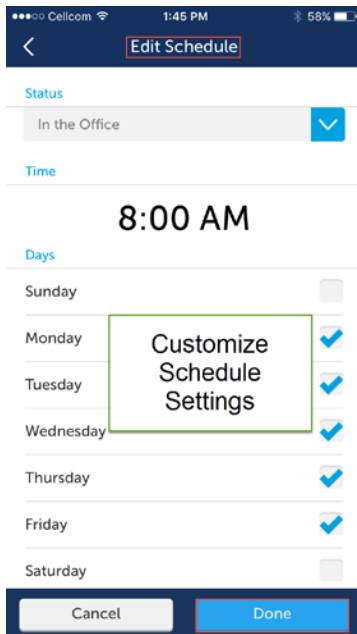 Cellcom 1:45 PM 58%
Edit Schedule
Status
In the Office
Time
8:00 AM
Days
Sunday
Monday
Tuesday
Wednesday
Thursday
Friday
Saturday
Customize
Schedule
Settings
Cancel Done